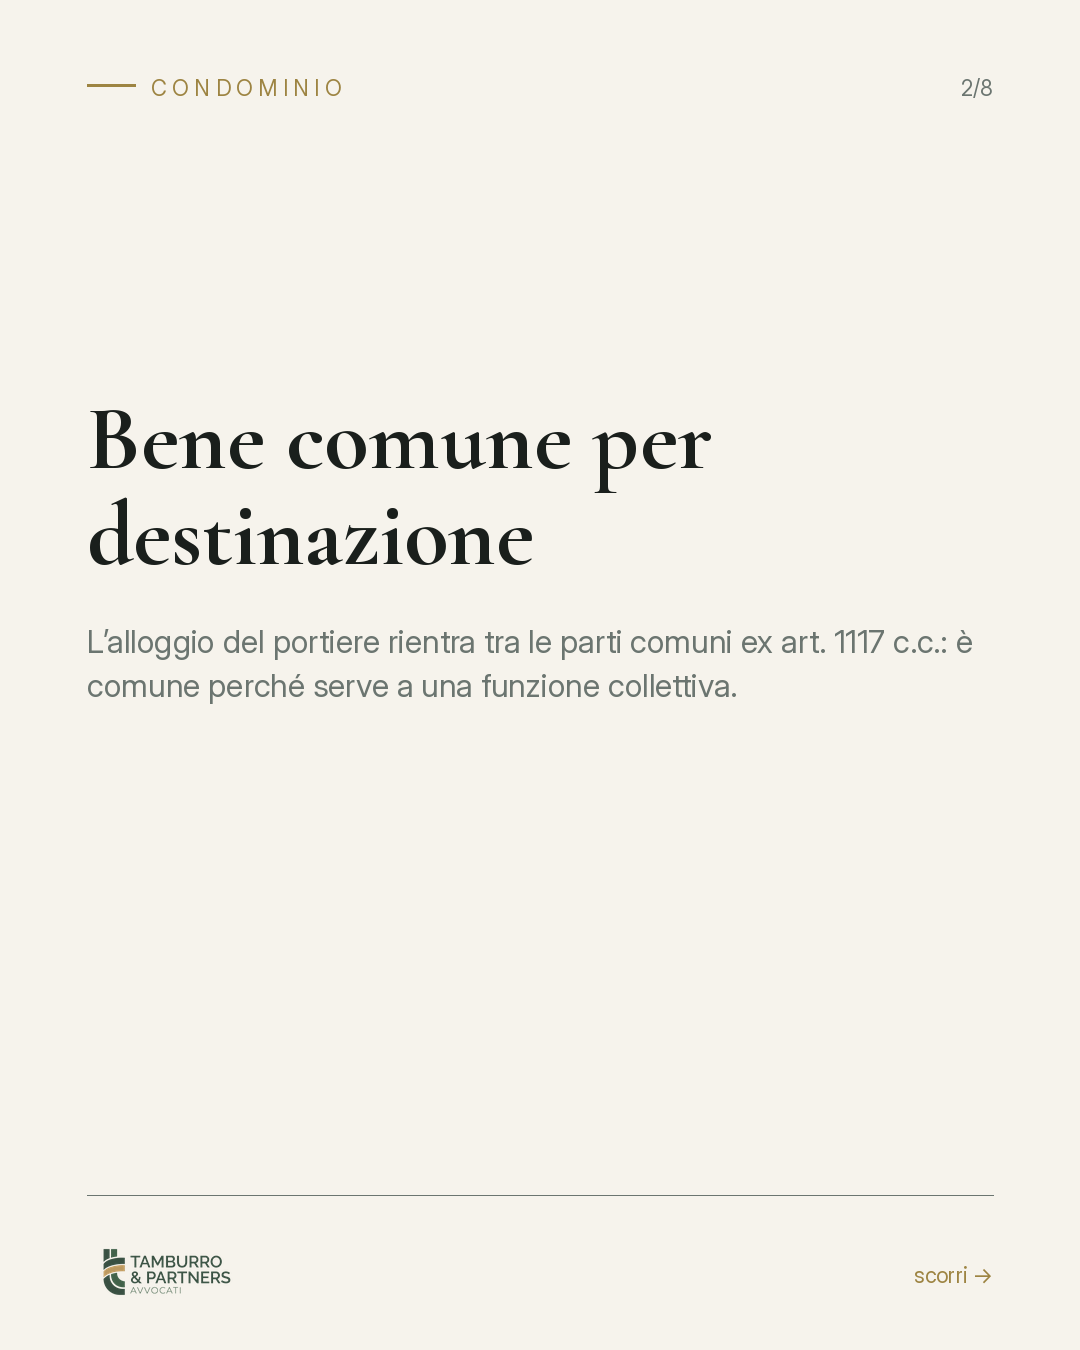 CONDOMINIO
2/8
Bene comune per
destinazione
L’alloggio del portiere rientra tra le parti comuni ex art. 1117 c.c.: è
comune perché serve a una funzione collettiva.
TAMBURRO
& PARTNERS
AVVOCATI
scorri →